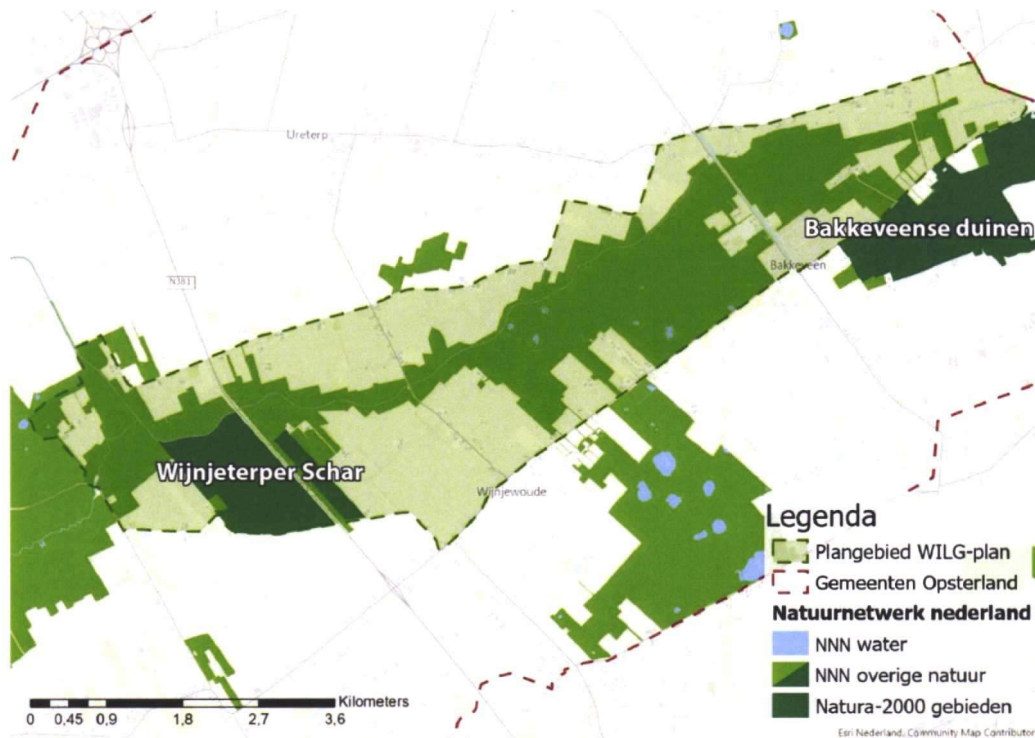 Ureterp
Bakkeveense duinen
Bakkeveen
N381
Wijnjeterper Schar
Wijnjewoude
Legenda
Plangebied WILG-plan
Gemeenten Opsterland
Natuurnetwerk nederland
NNN water
NNN overige natuur
Natura-2000 gebieden
Kilometers
0 0,45 0,9 1,8 2,7 3,6
Esri Nederland, Community Map Contributor